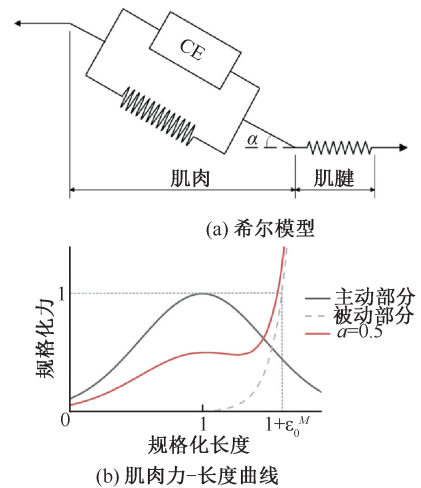 CE
α
肌肉
肌腱
(a) 希尔模型
规格化力
1
0
1
1+ε₀ᴹ
主动部分
被动部分
a=0.5
规格化长度
(b) 肌肉力-长度曲线